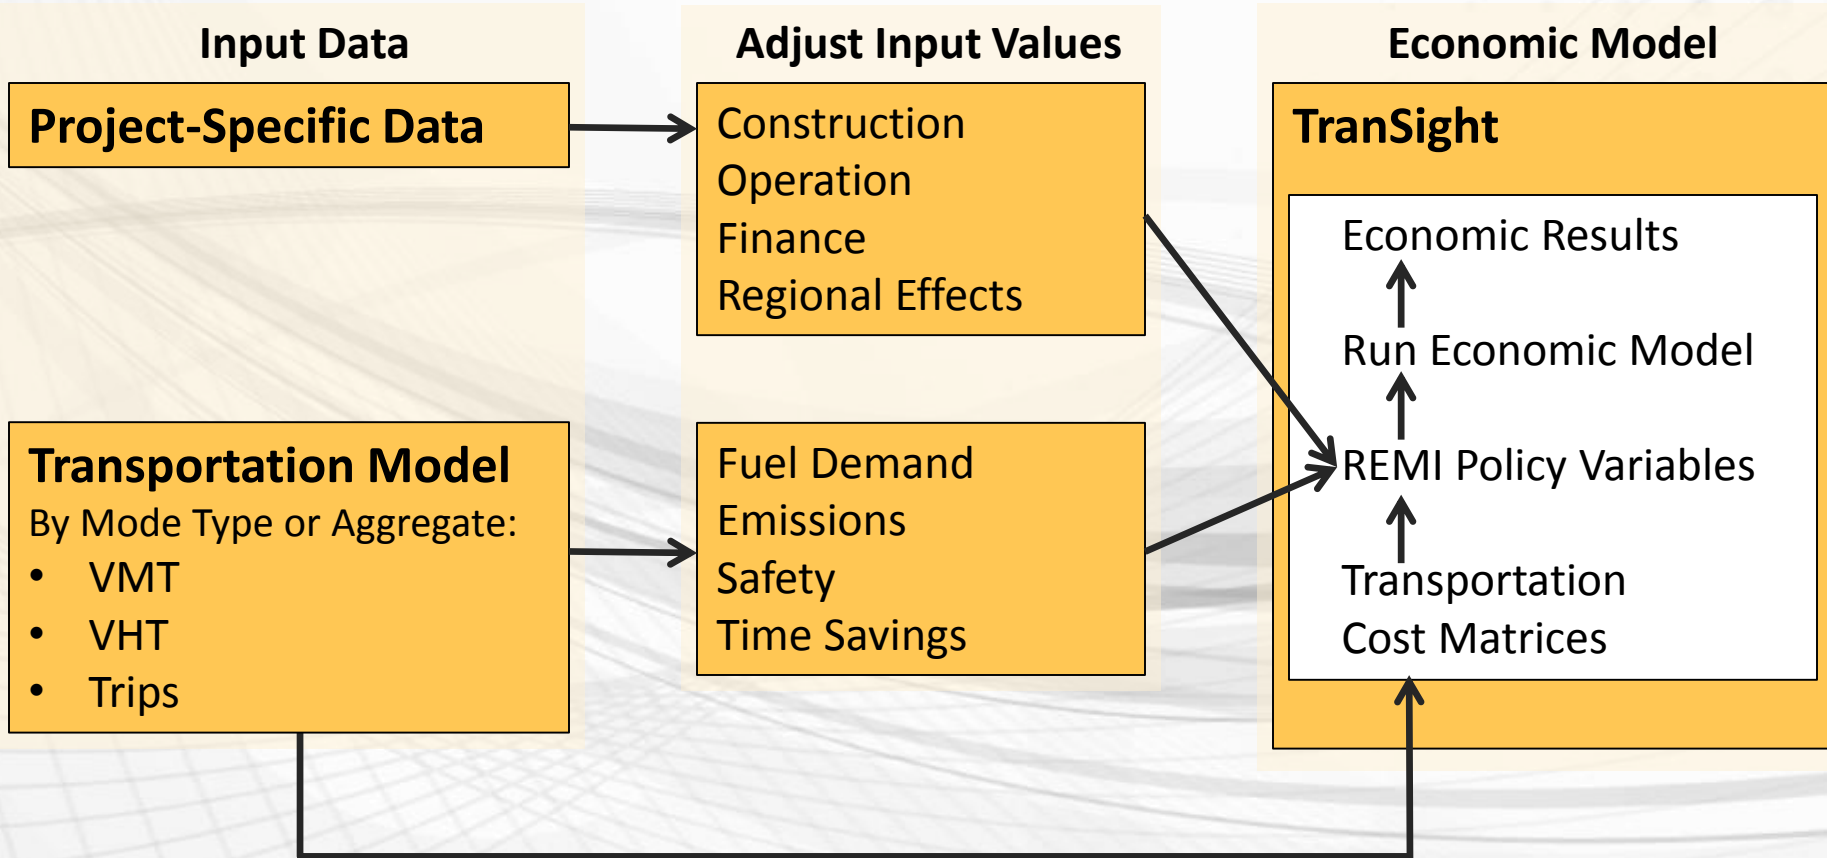 Input Data
Project-Specific Data
Transportation Model
By Mode Type or Aggregate:
• VMT
• VHT
• Trips
Adjust Input Values
Construction
Operation
Finance
Regional Effects
Fuel Demand
Emissions
Safety
Time Savings
Economic Model
TranSight
Economic Results
Run Economic Model
REMI Policy Variables
Transportation
Cost Matrices